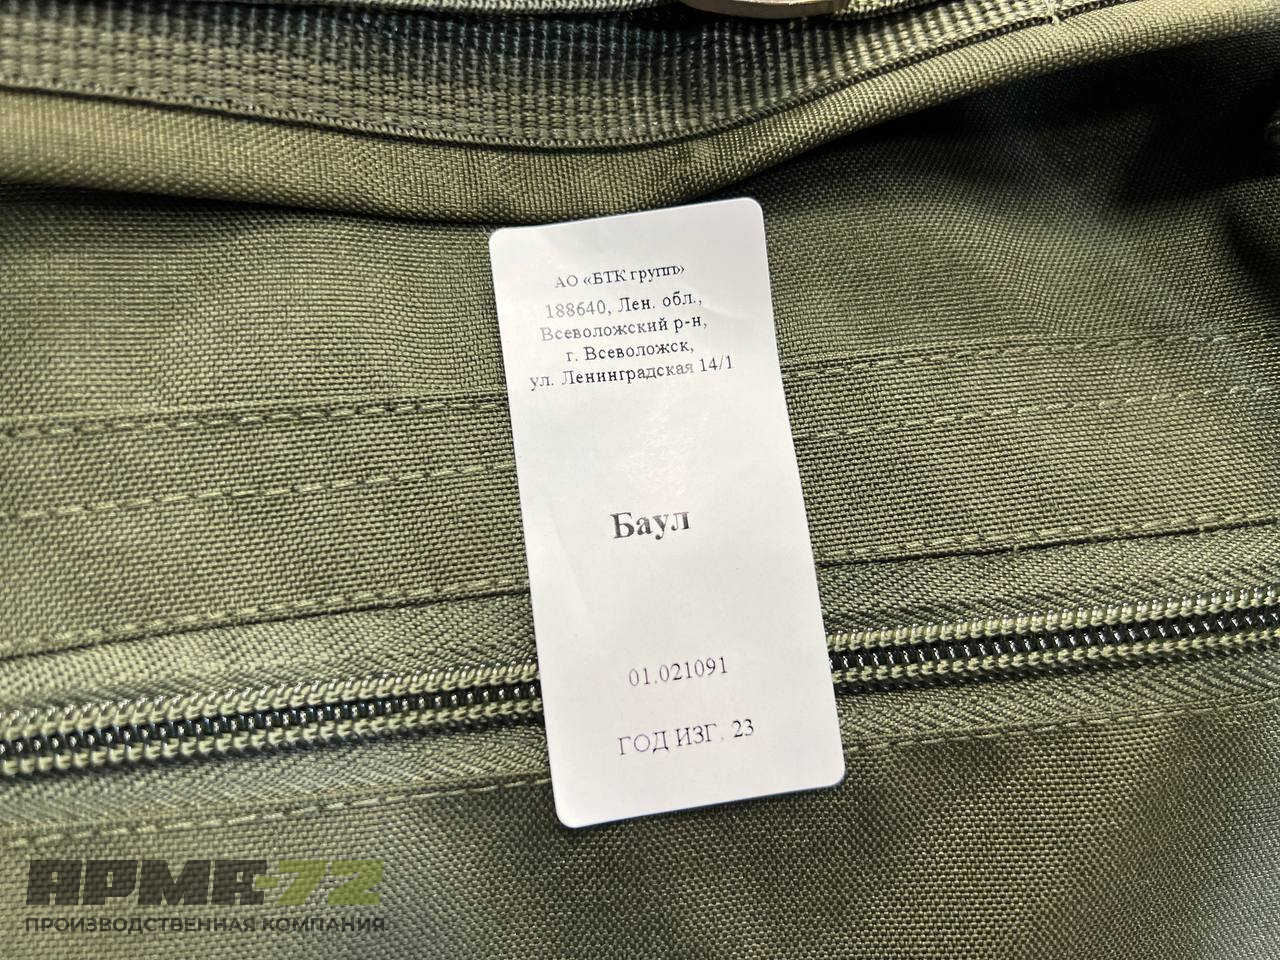 АО «БТК групп»
188640, Лен. обл.,
Всеволожский р-н,
г. Всеволожск,
ул. Ленинградская 14/1
Баул
01.021091
ГОД ИЗГ. 23
АРМА-72
ПРОИЗВОДСТВЕННАЯ КОМПАНИЯ